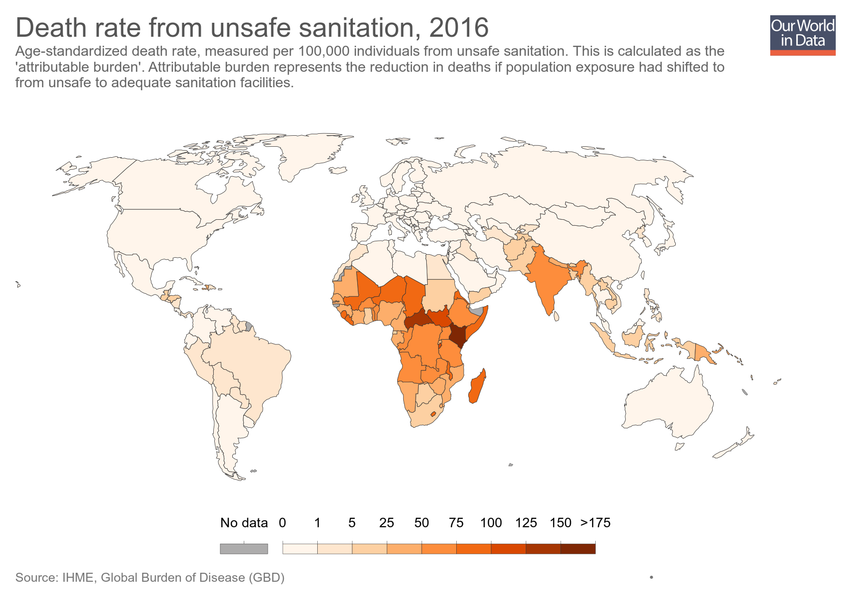 Death rate from unsafe sanitation, 2016
Our World
in Data
Age-standardized death rate, measured per 100,000 individuals from unsafe sanitation. This is calculated as the
'attributable burden'. Attributable burden represents the reduction in deaths if population exposure had shifted to
from unsafe to adequate sanitation facilities.
No data 0 1 5 25 50 75 100 125 150 >175
Source: IHME, Global Burden of Disease (GBD)